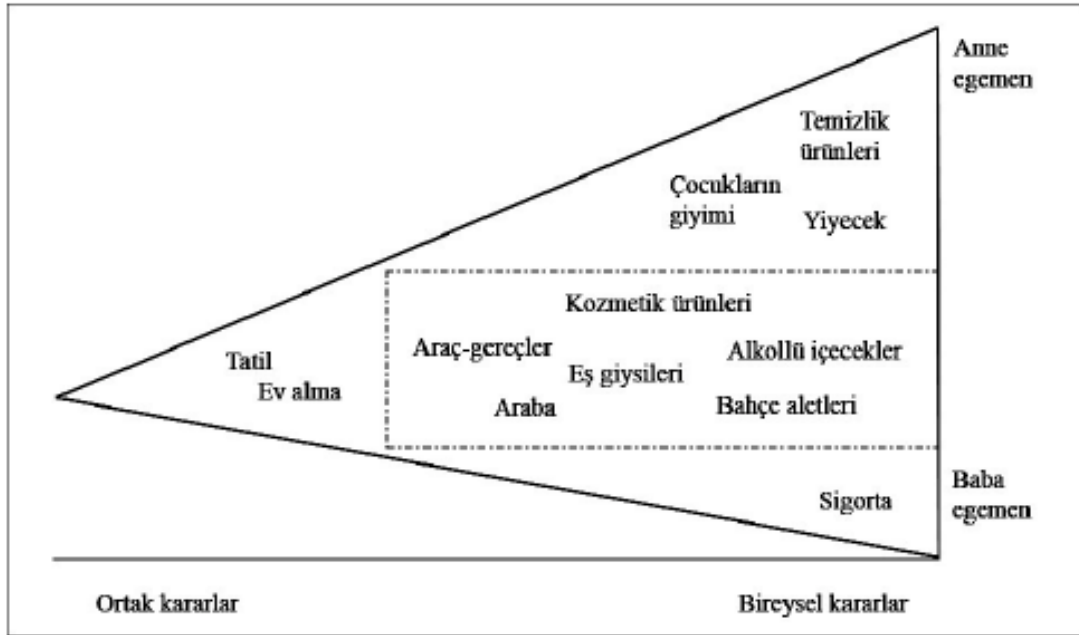 Anne
egemen
Temizlik
ürünleri
Çocukların
giyimi
Yiyecek
Kozmetik ürünleri
Araç-gereçler
Alkollü içecekler
Tatil
Eş giysileri
Ev alma
Araba
Bahçe aletleri
Sigorta
Baba
egemen
Ortak kararlar
Bireysel kararlar